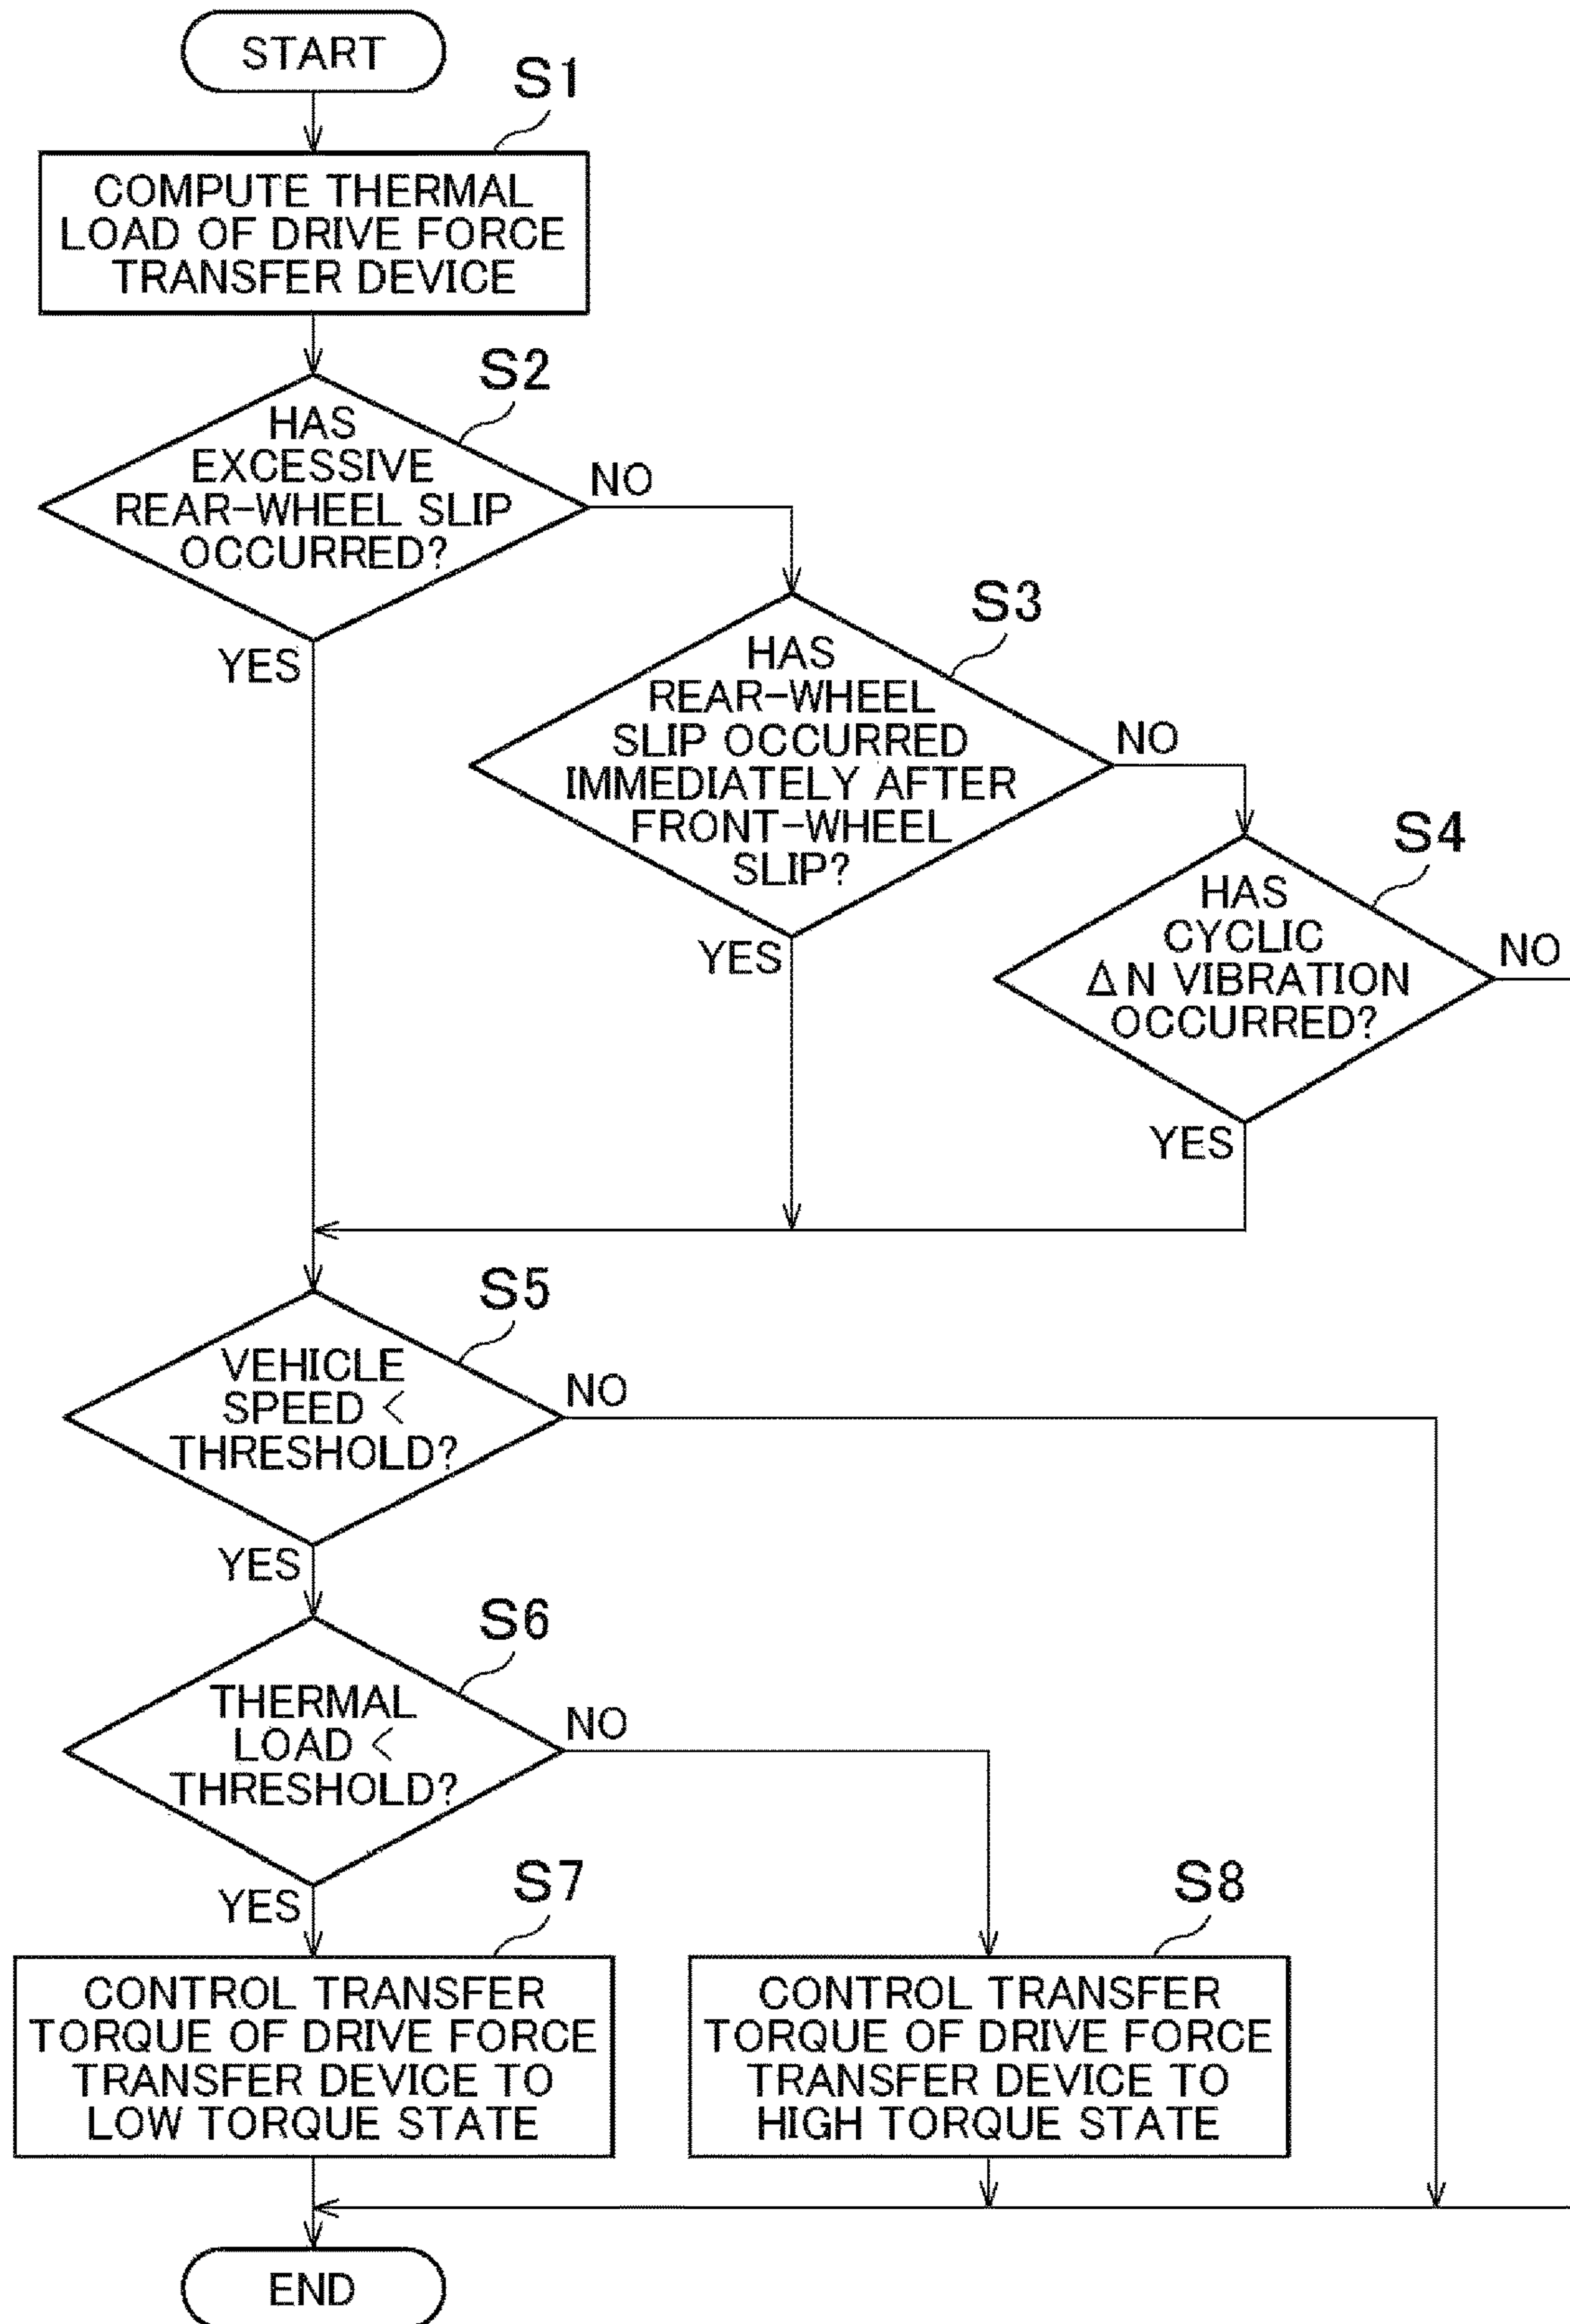 START
S1
COMPUTE THERMAL
LOAD OF DRIVE FORCE
TRANSFER DEVICE
S2
HAS
EXCESSIVE
REAR-WHEEL SLIP
OCCURRED?
NO
YES
S3
HAS
REAR-WHEEL
SLIP OCCURRED
IMMEDIATELY AFTER
FRONT-WHEEL
SLIP?
NO
YES
S4
HAS
CYCLIC
ΔN VIBRATION
OCCURRED?
NO
YES
S5
VEHICLE
SPEED <
THRESHOLD?
NO
YES
S6
THERMAL
LOAD <
THRESHOLD?
NO
YES
S7
CONTROL TRANSFER
TORQUE OF DRIVE FORCE
TRANSFER DEVICE TO
LOW TORQUE STATE
S8
CONTROL TRANSFER
TORQUE OF DRIVE FORCE
TRANSFER DEVICE TO
HIGH TORQUE STATE
END